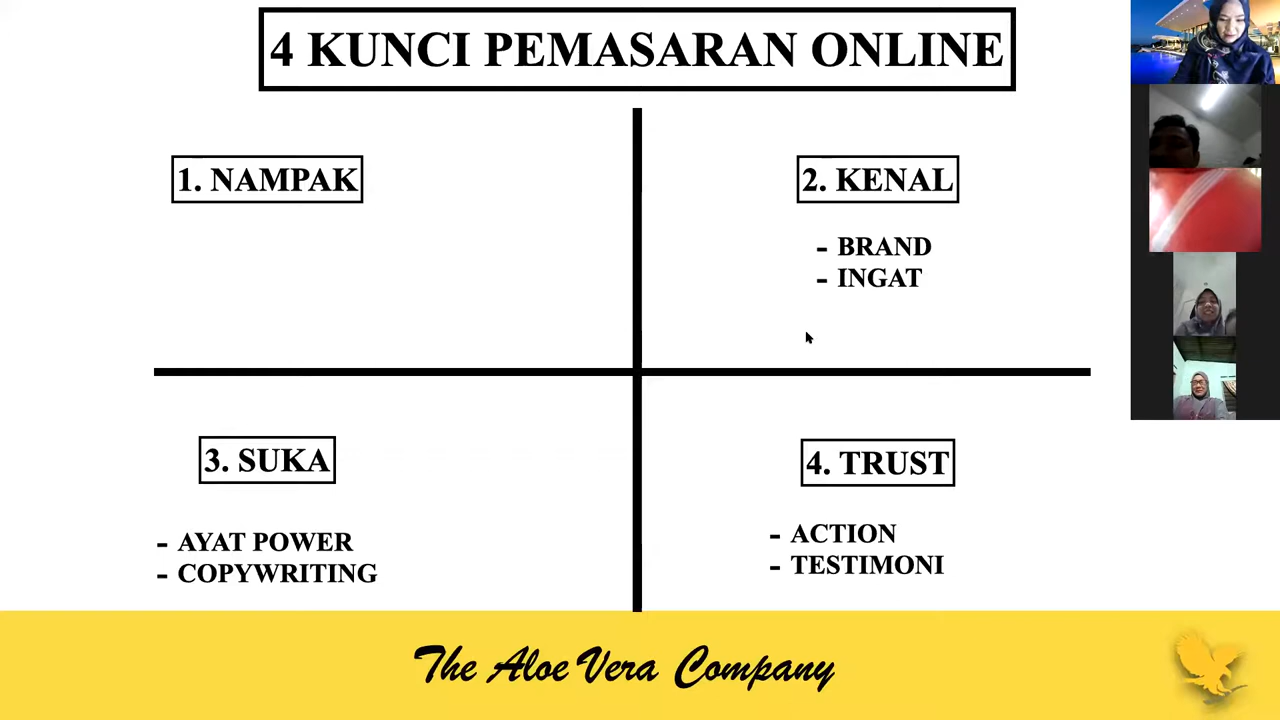 4 KUNCI PEMASARAN ONLINE
1. NAMPAK
2. KENAL
- BRAND
- INGAT
3. SUKA
- AYAT POWER
- COPYWRITING
4. TRUST
- ACTION
- TESTIMONI
The Aloe Vera Company